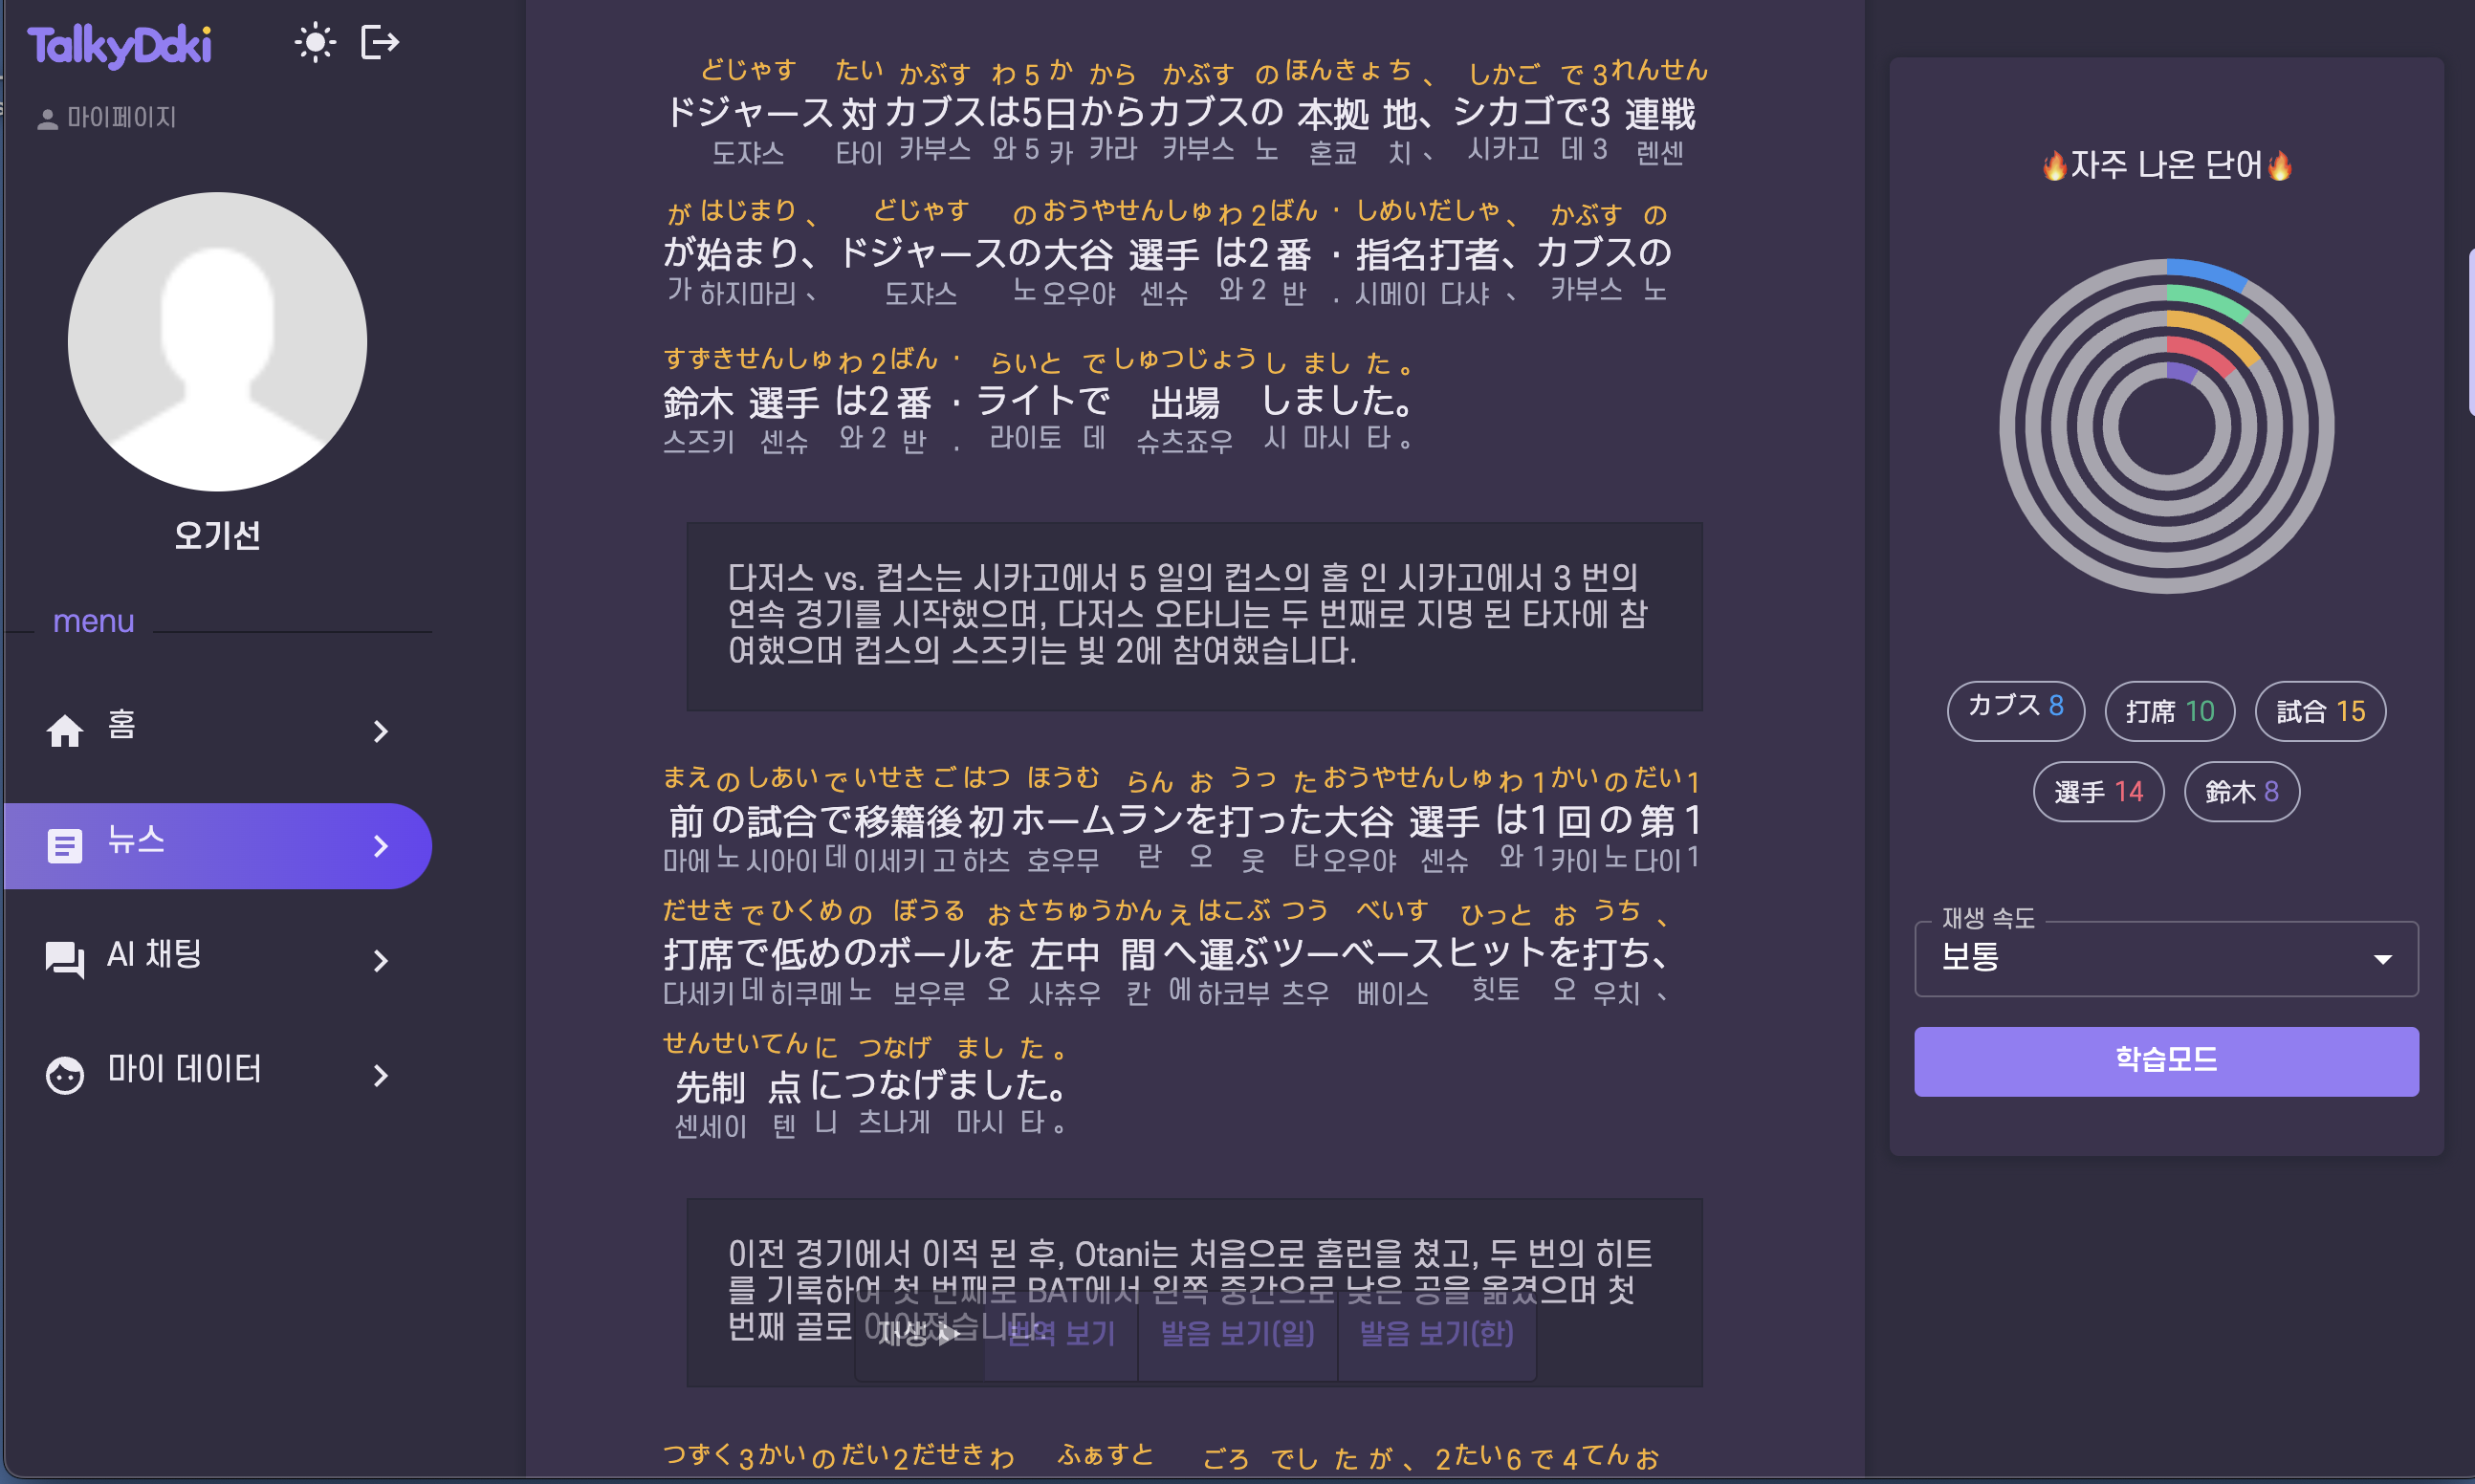 TalkyDoki
마이페이지
오기선
menu
홈
뉴스
AI 채팅
마이 데이터
どじゃす たい かぶす わ 5 か から かぶす の ほんきょ ち 、 しかご で 3 れんせん
ドジャース 対 カブスは5日からカブスの 本拠 地、シカゴで3 連戦
도쟈스 타이 카부스 와 5 카 카라 카부스 노 혼쿄 치 、 시카고 데 3 렌센
が はじまり 、 どじゃす の おうやせんしゅ わ 2 ばん ・ しめいだしゃ 、 かぶす の
が始まり、ドジャースの大谷 選手 は2 番 ・ 指名打者、カブスの
가 하지마리 、 도쟈스 노 오우야 센슈 와 2 반 . 시메이 다샤 、 카부스 노
すずきせんしゅ わ 2 ばん ・ らいと で しゅつじょう し まし た 。
鈴木 選手 は2 番 ・ ライトで 出場 しました。
스즈키 센슈 와 2 반 . 라이토 데 슈츠죠우 시 마시 타 。
다저스 vs. 컵스는 시카고에서 5 일의 컵스의 홈 인 시카고에서 3 번의
연속 경기를 시작했으며, 다저스 오타니는 두 번째로 지명 된 타자에 참
여했으며 컵스의 스즈키는 빛 2에 참여했습니다.
まえ の しあい で いせき ご はつ ほうむ らん お うっ た おうやせんしゅ わ 1 かい の だい 1
前 の試合で移籍後 初 ホームランを打った大谷 選手 は1 回 の 第 1
마에 노 시아이 데 이세키 고 하츠 호우무 란 오 웃 타 오우야 센슈 와 1 카이 노 다이 1
だせき で ひくめ の ぼうる お さちゅうかん え はこぶ つう べいす ひっと お うち 、
打席で低めのボールを 左中 間 へ運ぶツーベースヒットを打ち、
다세키 데 히쿠메 노 보우루 오 사츄우 칸 에 하코부 츠우 베이스 힛토 오 우치 、
せんせいてん に つなげ まし た 。
先制 点 につなげました。
센세이 텐 니 츠나게 마시 타 。
이전 경기에서 이적 된 후, Otani는 처음으로 홈런을 쳤고, 두 번의 히트
를 기록하여 첫 번째로 BAT에서 왼쪽 중간으로 낮은 공을 옮겼으며 첫
번째 골로 이어졌습니다.
재생 번역 보기 발음 보기(일) 발음 보기(한)
つずく 3 かい の だい 2 だせき わ ふぁすと ごろ でし た が 、 2 たい 6 で 4 てん お
🔥자주 나온 단어🔥
カブス 8 打席 10 試合 15
選手 14 鈴木 8
재생 속도
보통
학습모드